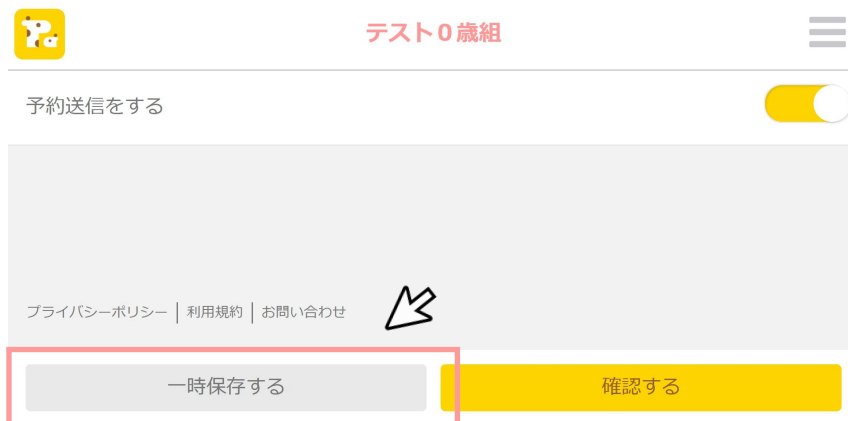 テスト0歳組
予約送信をする
プライバシーポリシー | 利用規約 | お問い合わせ
一時保存する
確認する